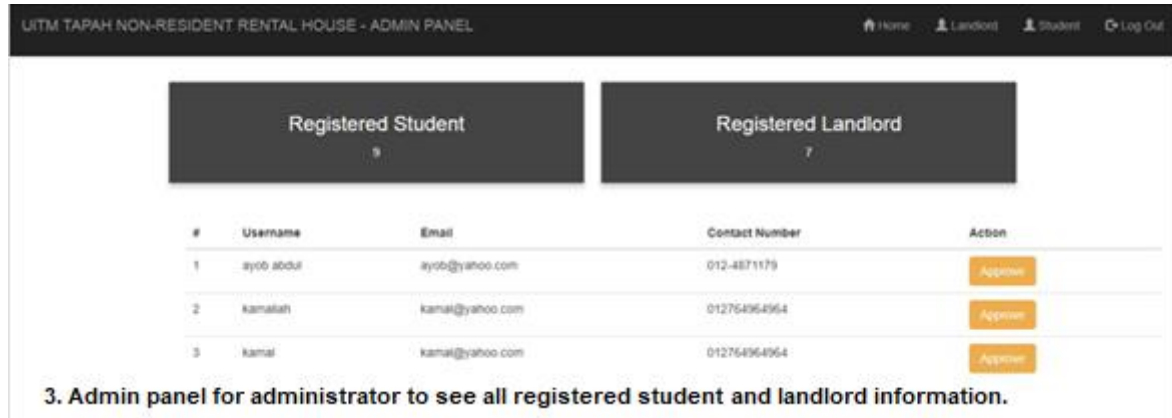 UITM TAPAH NON-RESIDENT RENTAL HOUSE - ADMIN PANEL Home Landlord Student Log Out
Registered Student Registered Landlord
9 7
# Username Email Contact Number Action
1 ayob abdul ayob@yahoo.com 012-4871179 Approve
2 kamaliah kamal@yahoo.com 012764964964 Approve
3 kamal kamal@yahoo.com 012764964964 Approve
3. Admin panel for administrator to see all registered student and landlord information.